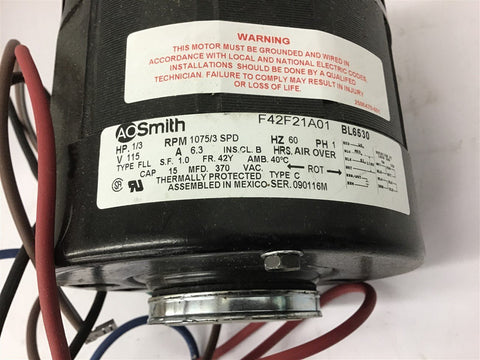 WARNING
THIS MOTOR MUST BE GROUNDED AND WIRED IN
ACCORDANCE WITH LOCAL AND NATIONAL ELECTRIC CODES.
INSTALLATIONS SHOULD BE DONE BY A QUALIFIED
TECHNICIAN. FAILURE TO COMPLY MAY RESULT IN INJURY
OR LOSS OF LIFE.
AOSmith F42F21A01 BL6530
HP. 1/3 RPM 1075/3 SPD HZ 60 PH 1
V 115 A 6.3 INS.CL. B HRS. AIR OVER
TYPE FLL S.F. 1.0 FR. 42Y AMB. 40°C
CAP 15 MFD. 370 VAC. ROT
THERMALLY PROTECTED TYPE C
ASSEMBLED IN MEXICO-SER. 090116M